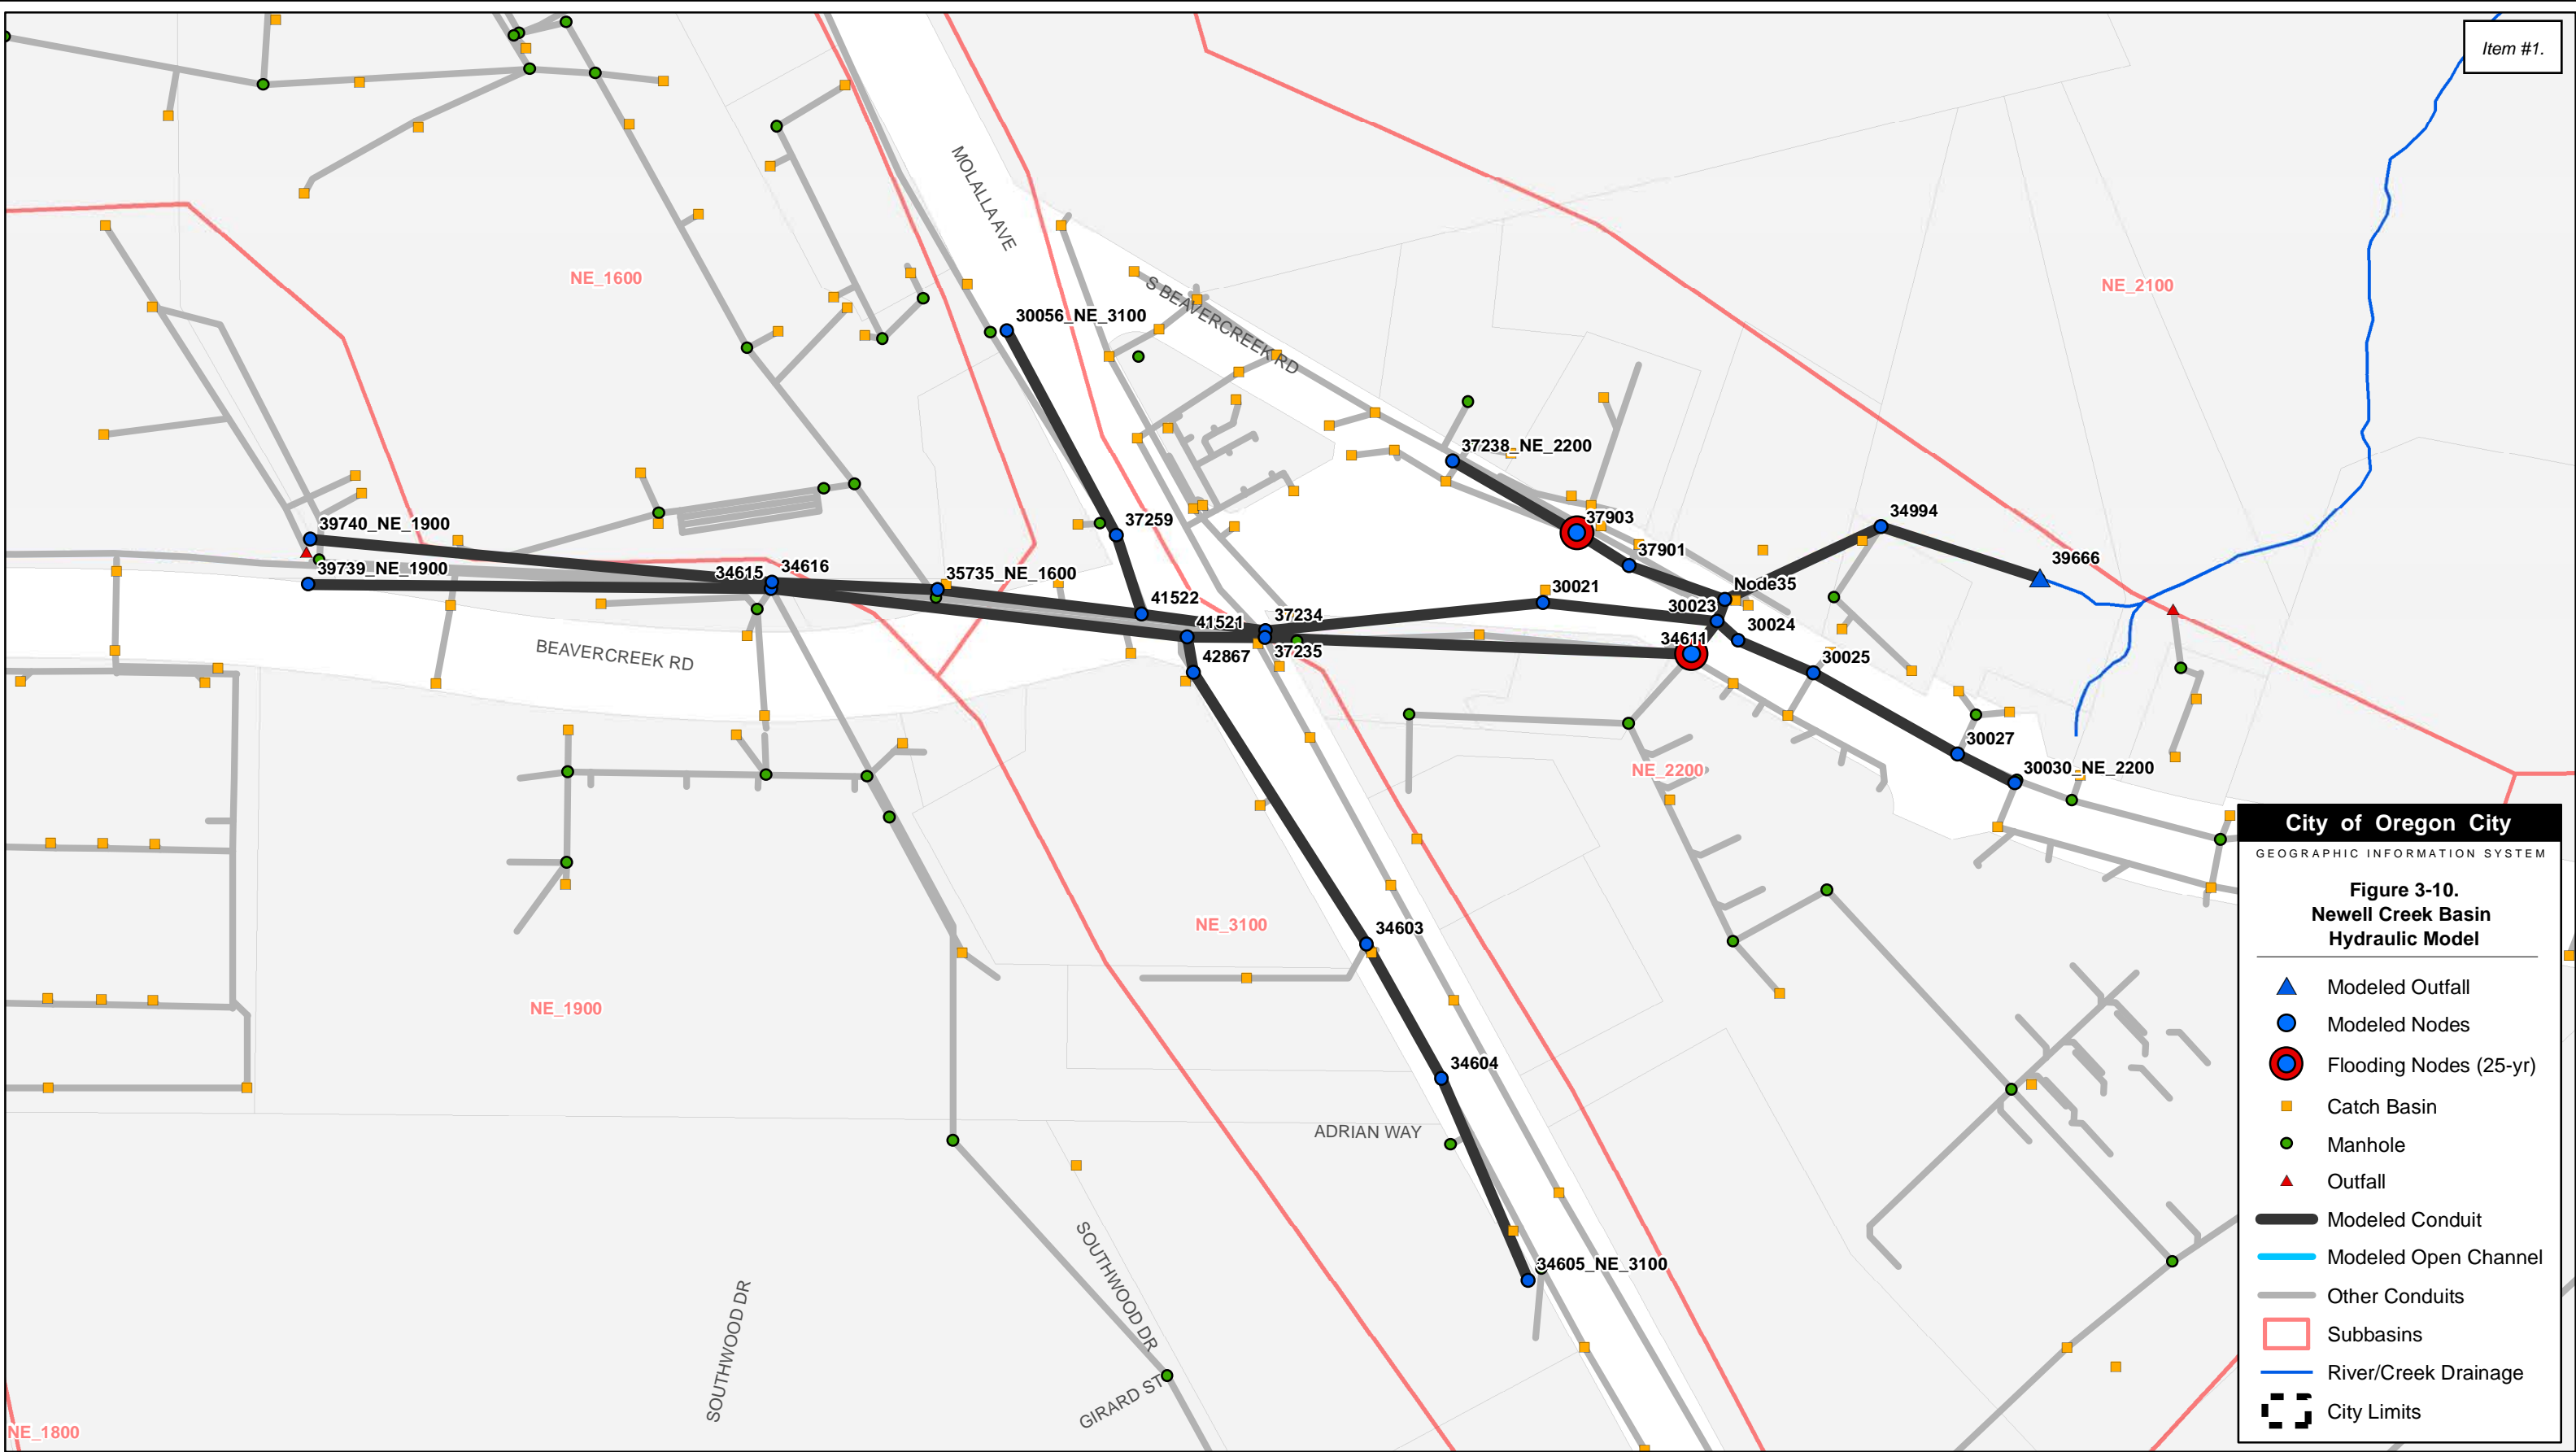 Item #1.
MOLALLA AVE
NE_1600
S BEAVERCREEK RD
NE_2100
30056_NE_3100
37238_NE_2200
37903
34994
39740_NE_1900
37259
37901
39666
34615
34616
35735_NE_1600
39739_NE_1900
30021
Node35
41522
30023
37234
41521
30024
34611
BEAVERCREEK RD
42867
37235
30025
30027
30030_NE_2200
NE_2200
NE_3100
34603
NE_1900
34604
ADRIAN WAY
34605_NE_3100
SOUTHWOOD DR
SOUTHWOOD DR
GIRARD ST
NE_1800
City of Oregon City
GEOGRAPHIC INFORMATION SYSTEM
Figure 3-10.
Newell Creek Basin
Hydraulic Model
Modeled Outfall
Modeled Nodes
Flooding Nodes (25-yr)
Catch Basin
Manhole
Outfall
Modeled Conduit
Modeled Open Channel
Other Conduits
Subbasins
River/Creek Drainage
City Limits